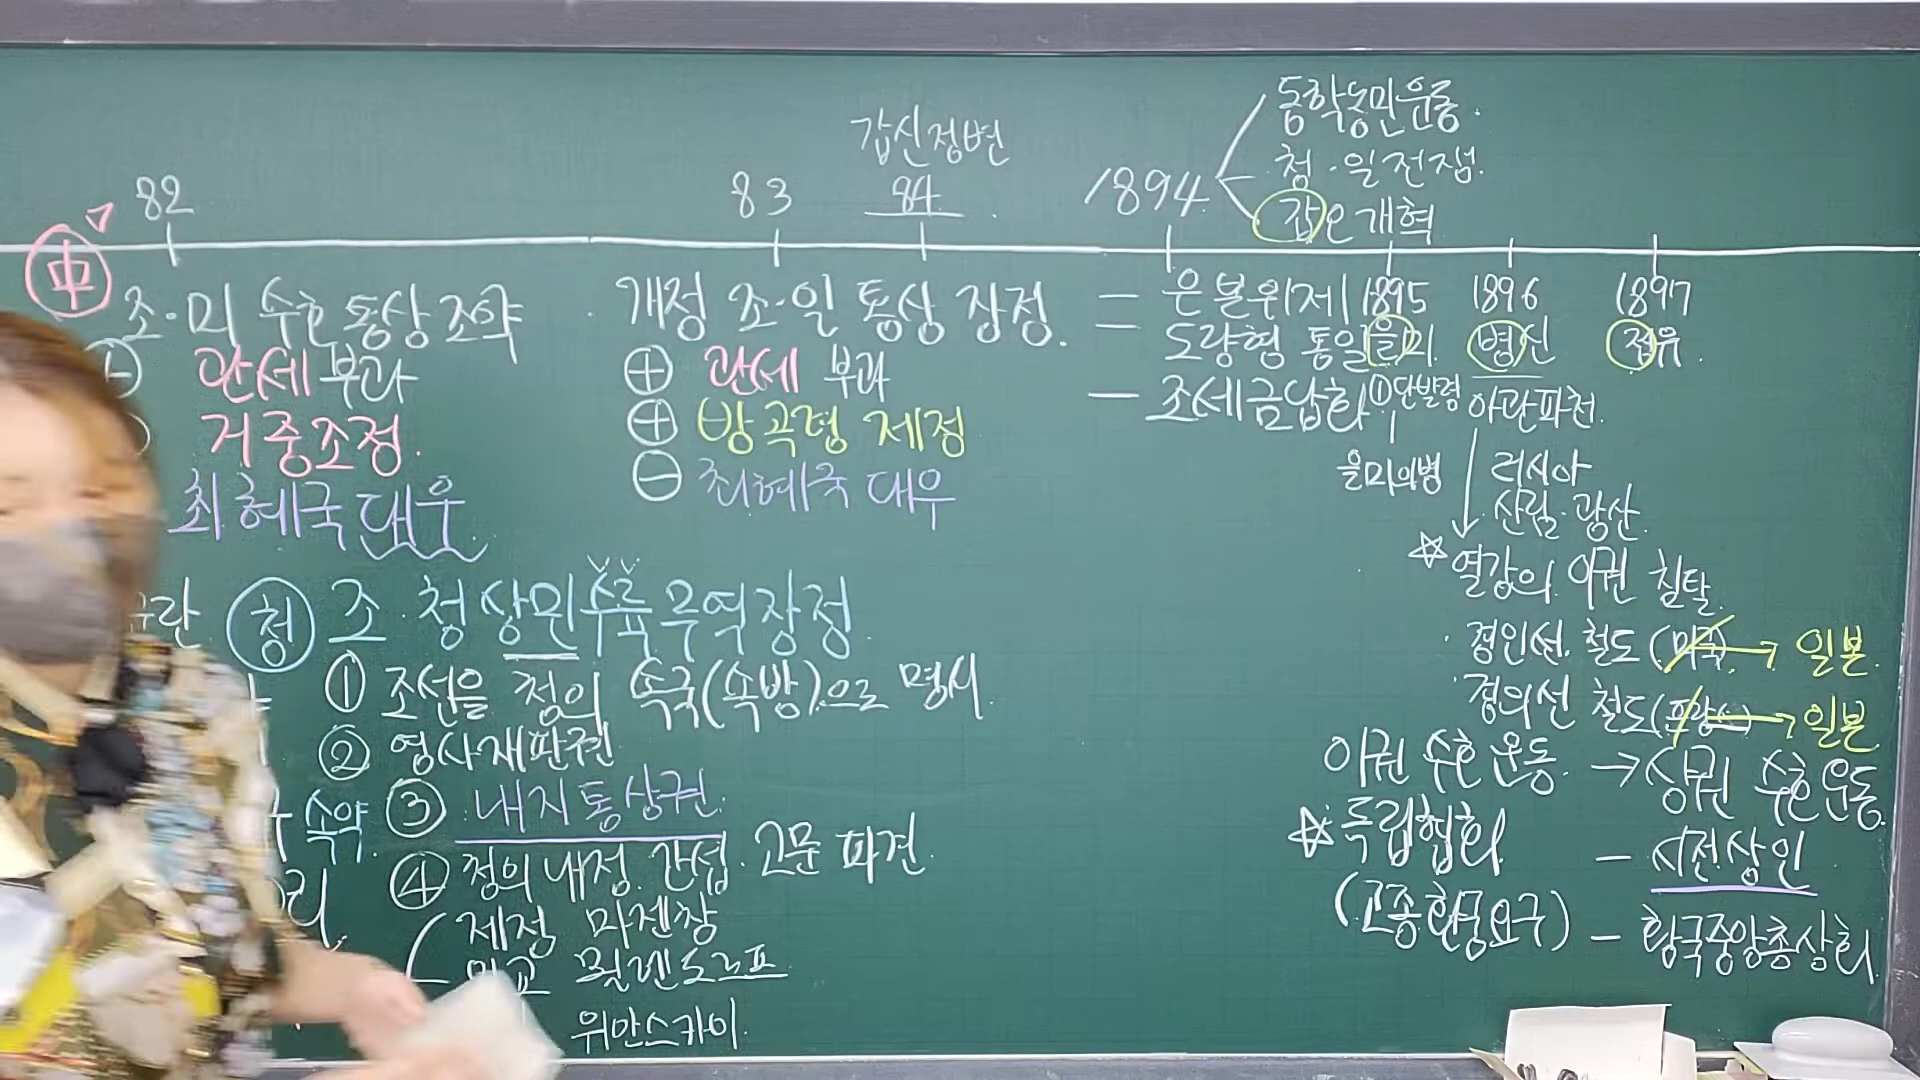 82
中
조·미 수호 통상 조약
관세 부과
거중조정.
최혜국 대우
갑신정변
83 84
개정 조·일 통상 장정.
⊕ 관세 부과
⊕ 방곡령 제정
⊖ 최혜국 대우
청 조·청 상민수륙무역장정.
① 조선을 청의 속국(속방)으로 명시.
② 영사재판권
③ 내지통상권.
④ 청의 내정. 간섭. 고문 파견.
재정 마젠창
외교 묄렌도르프
위안스카이.
속약.
1894
동학농민운동.
청·일전쟁.
갑오개혁
- 은본위제
- 도량형 통일
- 조세금납화
1895
을미.
① 단발령
을미의병
1896
병신
아관파천.
러시아
산림·광산.
☆ 열강의 이권 침탈.
· 경인선. 철도 (미국) → 일본.
· 경의선 철도 (프랑스) → 일본
1897
정유.
이권 수호 운동. → 상권 수호운동.
☆ 독립협회
(고종환궁요구)
- 시전상인
- 황국중앙총상회.